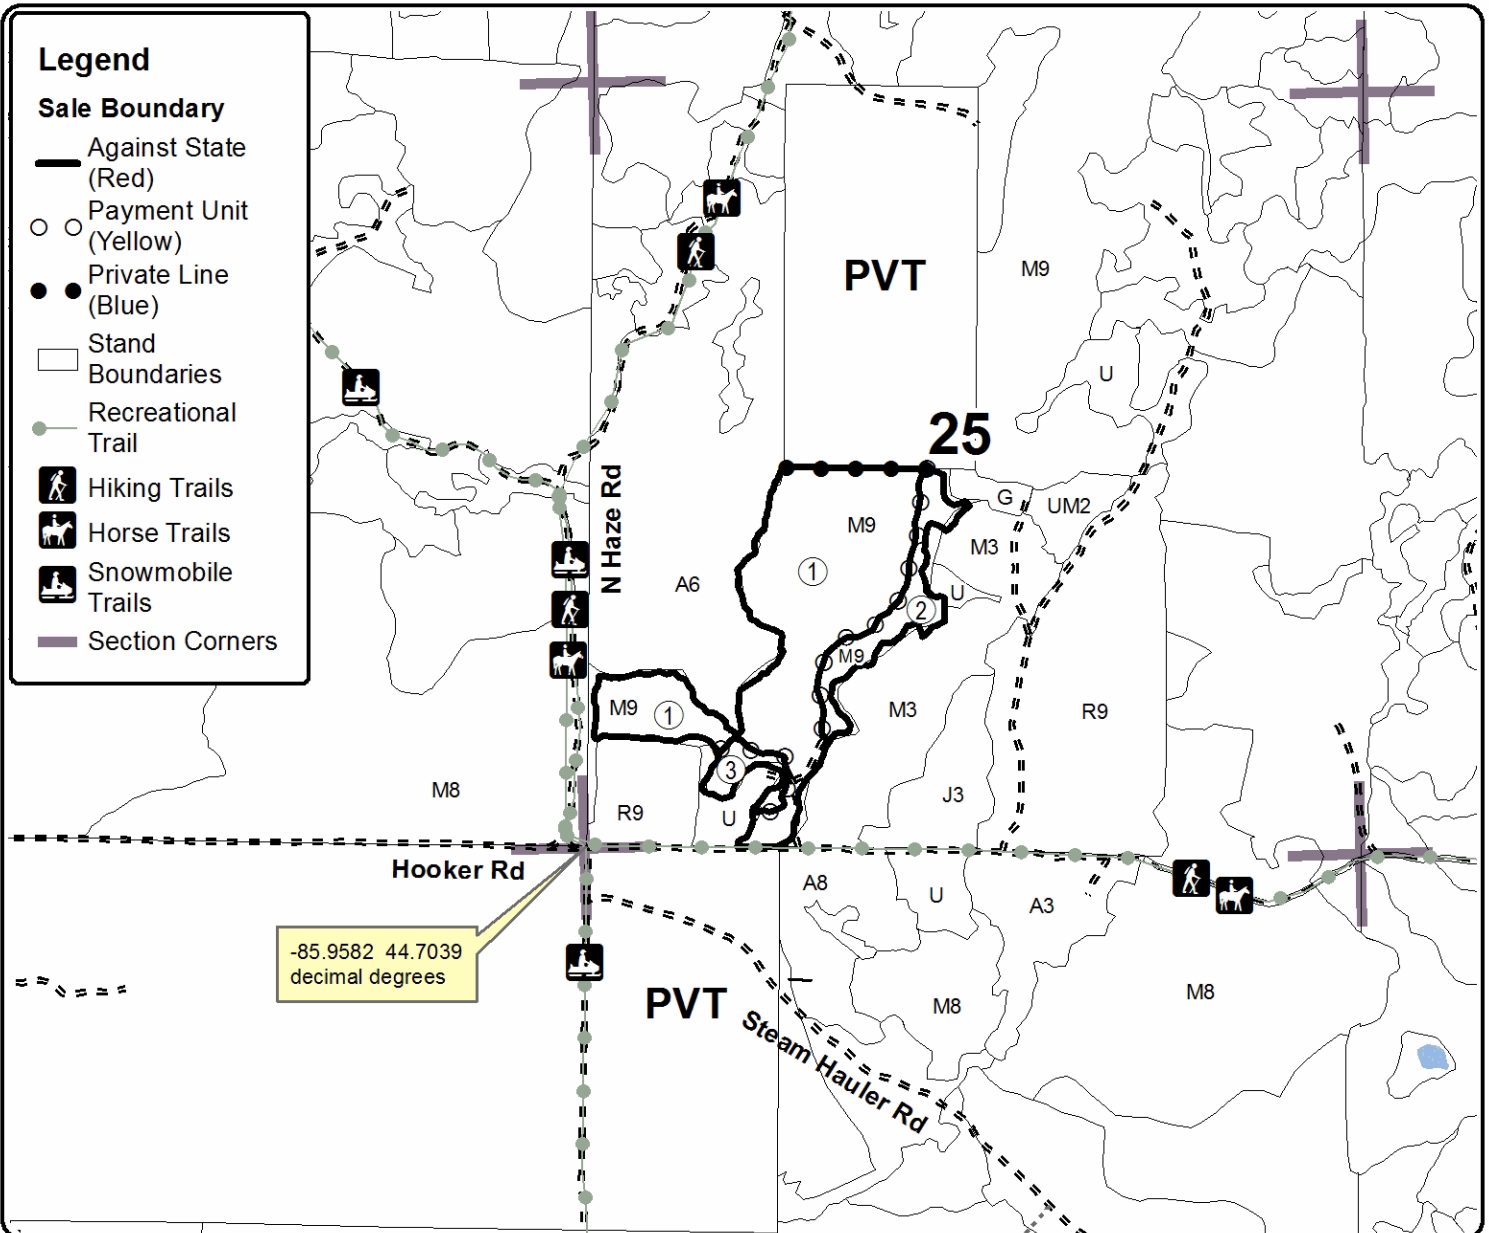 Legend
Sale Boundary
Against State
(Red)
Payment Unit
(Yellow)
Private Line
(Blue)
Stand
Boundaries
Recreational
Trail
Hiking Trails
Horse Trails
Snowmobile
Trails
Section Corners
PVT
M9
U
25
N Haze Rd
M9
G
UM2
M3
A6
1
U
2
M9
M9
1
M3
R9
3
M8
R9
U
J3
Hooker Rd
A8
U
A3
-85.9582 44.7039
decimal degrees
PVT
M8
M8
Steam Hauler Rd